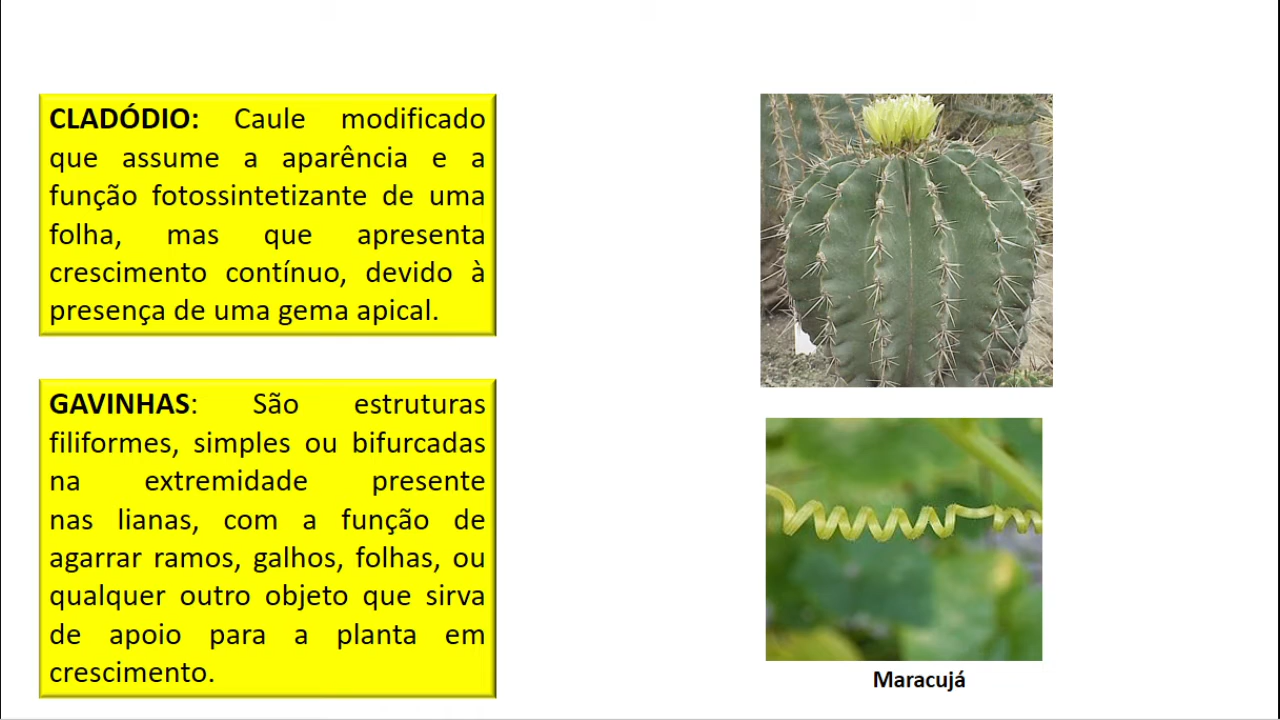 CLADÓDIO: Caule modificado
que assume a aparência e a
função fotossintetizante de uma
folha, mas que apresenta
crescimento contínuo, devido à
presença de uma gema apical.
GAVINHAS: São estruturas
filiformes, simples ou bifurcadas
na extremidade presente
nas lianas, com a função de
agarrar ramos, galhos, folhas, ou
qualquer outro objeto que sirva
de apoio para a planta em
crescimento.
Maracujá